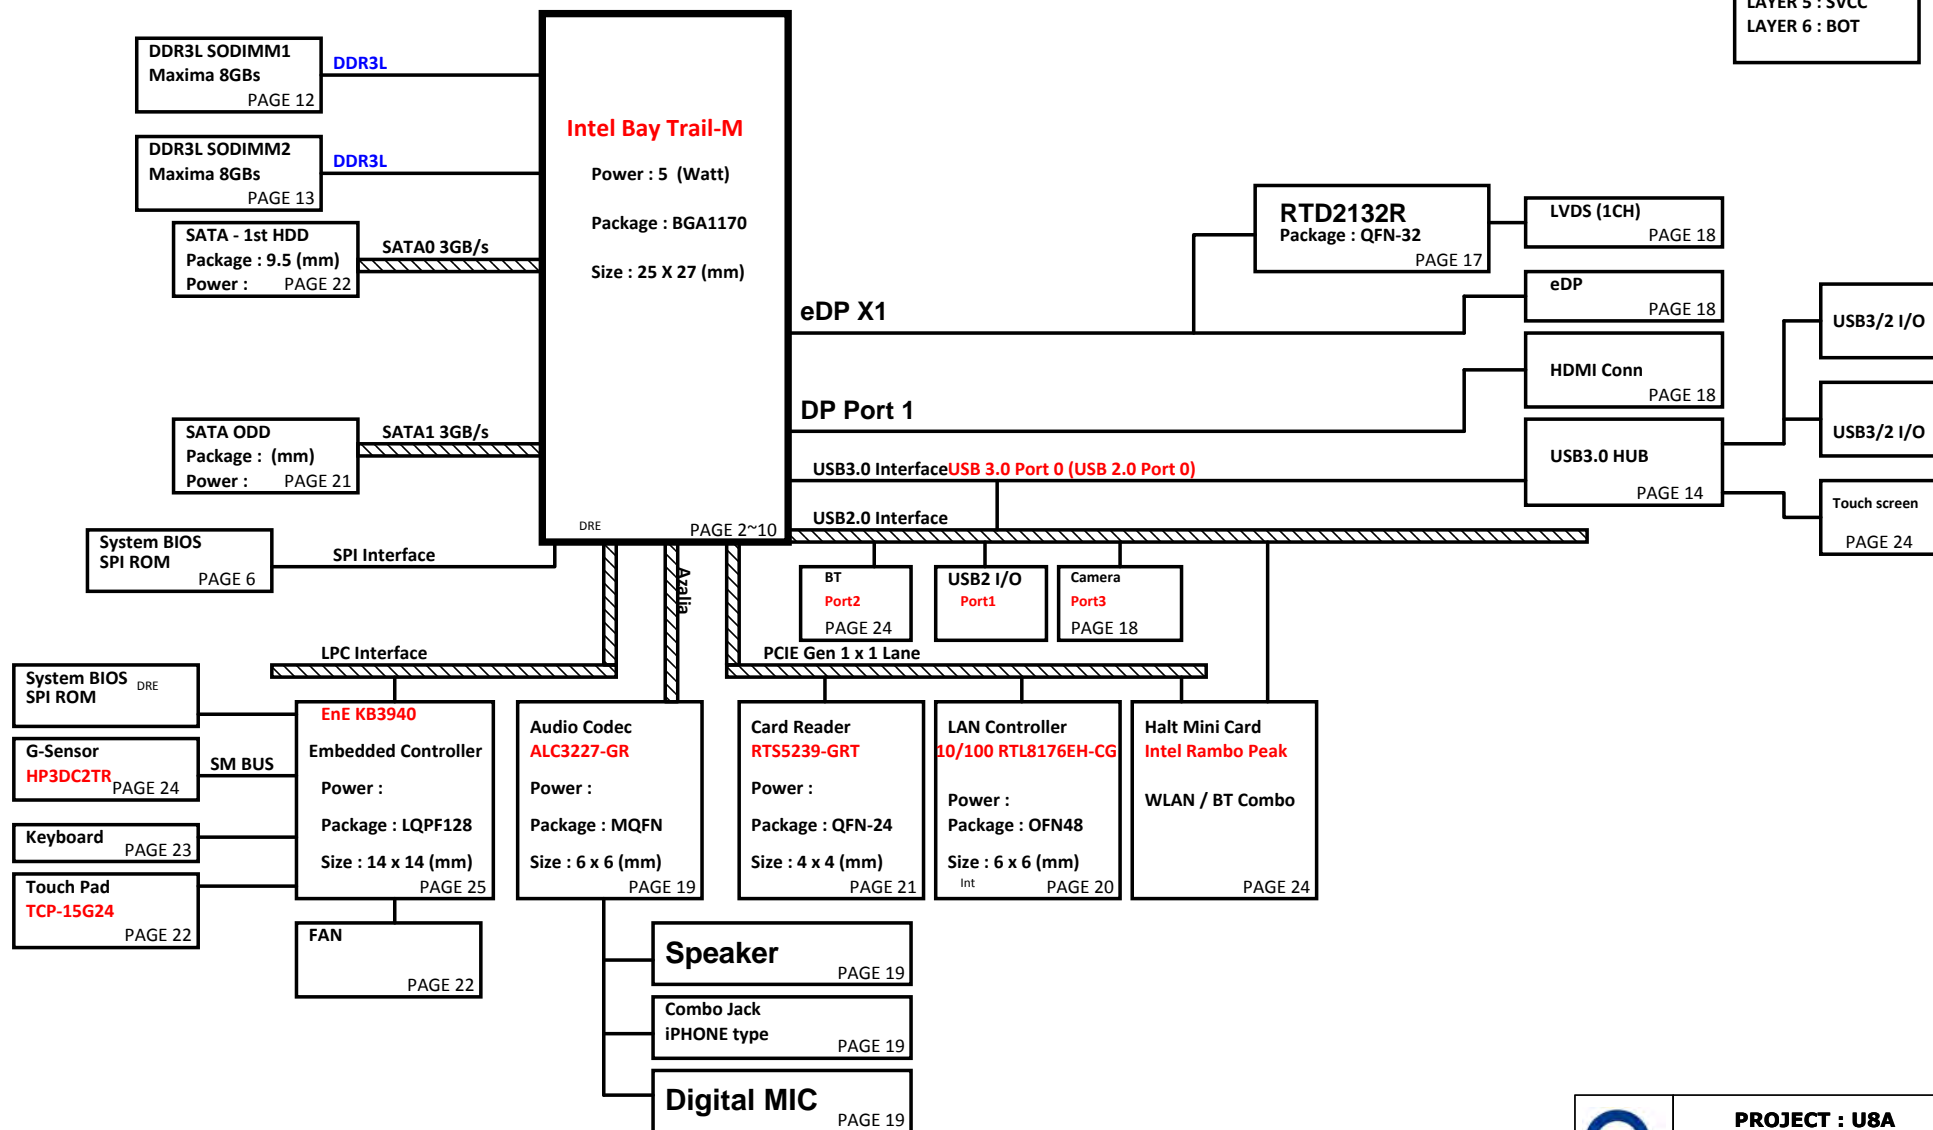 LAYER 5 : SVCC
LAYER 6 : BOT
DDR3L SODIMM1
Maxima 8GBs
PAGE 12
DDR3L
DDR3L SODIMM2
Maxima 8GBs
PAGE 13
DDR3L
SATA - 1st HDD
Package : 9.5 (mm)
Power : PAGE 22
SATA0 3GB/s
SATA ODD
Package : (mm)
Power : PAGE 21
SATA1 3GB/s
System BIOS
SPI ROM
PAGE 6
SPI Interface
Intel Bay Trail-M
Power : 5 (Watt)
Package : BGA1170
Size : 25 X 27 (mm)
DRE
PAGE 2~10
eDP X1
DP Port 1
USB3.0 Interface USB 3.0 Port 0 (USB 2.0 Port 0)
USB2.0 Interface
RTD2132R
Package : QFN-32
PAGE 17
LVDS (1CH)
PAGE 18
eDP
PAGE 18
HDMI Conn
PAGE 18
USB3.0 HUB
PAGE 14
USB3/2 I/O
USB3/2 I/O
Touch screen
PAGE 24
BT
Port2
PAGE 24
USB2 I/O
Port1
Camera
Port3
PAGE 18
Azalia
LPC Interface
PCIE Gen 1 x 1 Lane
System BIOS DRE
SPI ROM
G-Sensor
HP3DC2TR
PAGE 24
SM BUS
Keyboard
PAGE 23
Touch Pad
TCP-15G24
PAGE 22
EnE KB3940
Embedded Controller
Power :
Package : LQPF128
Size : 14 x 14 (mm)
PAGE 25
FAN
PAGE 22
Audio Codec
ALC3227-GR
Power :
Package : MQFN
Size : 6 x 6 (mm)
PAGE 19
Card Reader
RTS5239-GRT
Power :
Package : QFN-24
Size : 4 x 4 (mm)
PAGE 21
LAN Controller
10/100 RTL8176EH-CG
Power :
Package : OFN48
Size : 6 x 6 (mm)
Int
PAGE 20
Halt Mini Card
Intel Rambo Peak
WLAN / BT Combo
PAGE 24
Speaker
PAGE 19
Combo Jack
iPHONE type
PAGE 19
Digital MIC
PAGE 19
PROJECT : U8A